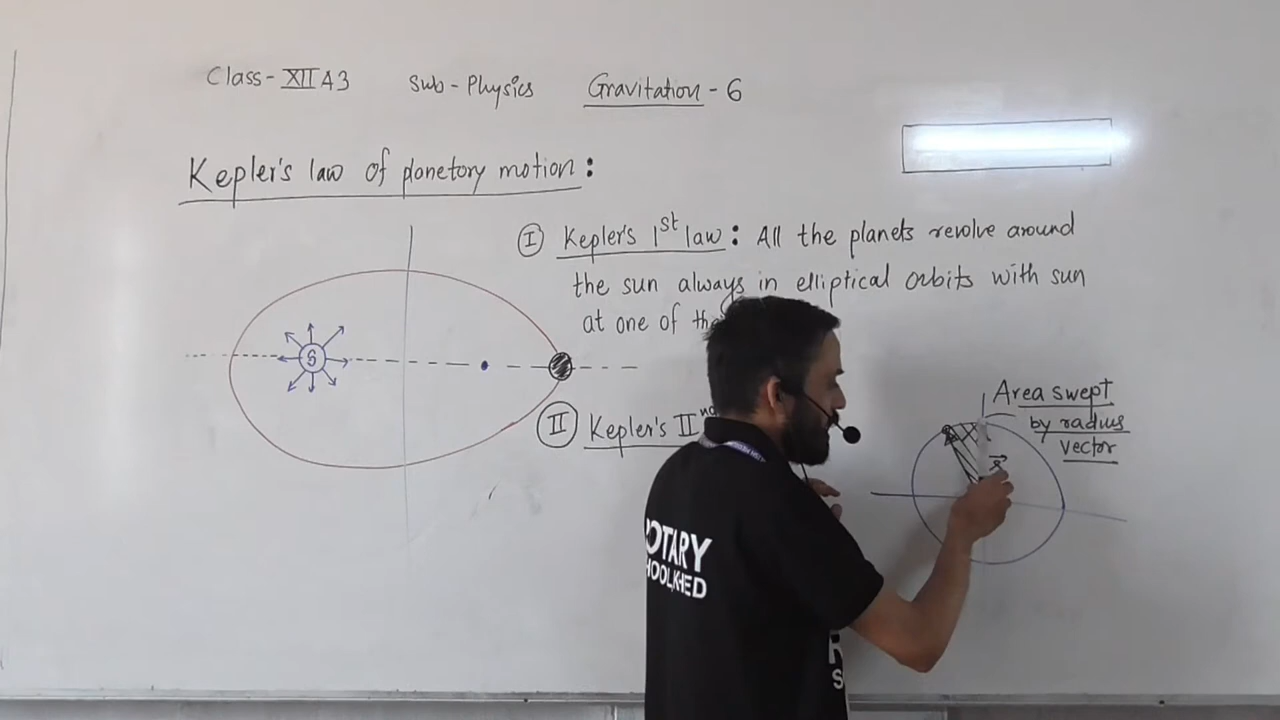 Class - XII A3 Sub - Physics Gravitation - 6
Kepler's law of planetory motion :
I Kepler's 1st law : All the planets revolve around
the sun always in elliptical orbits with sun
at one of the
II Kepler's IInd
S
Area swept
by radius
vector
OTARY